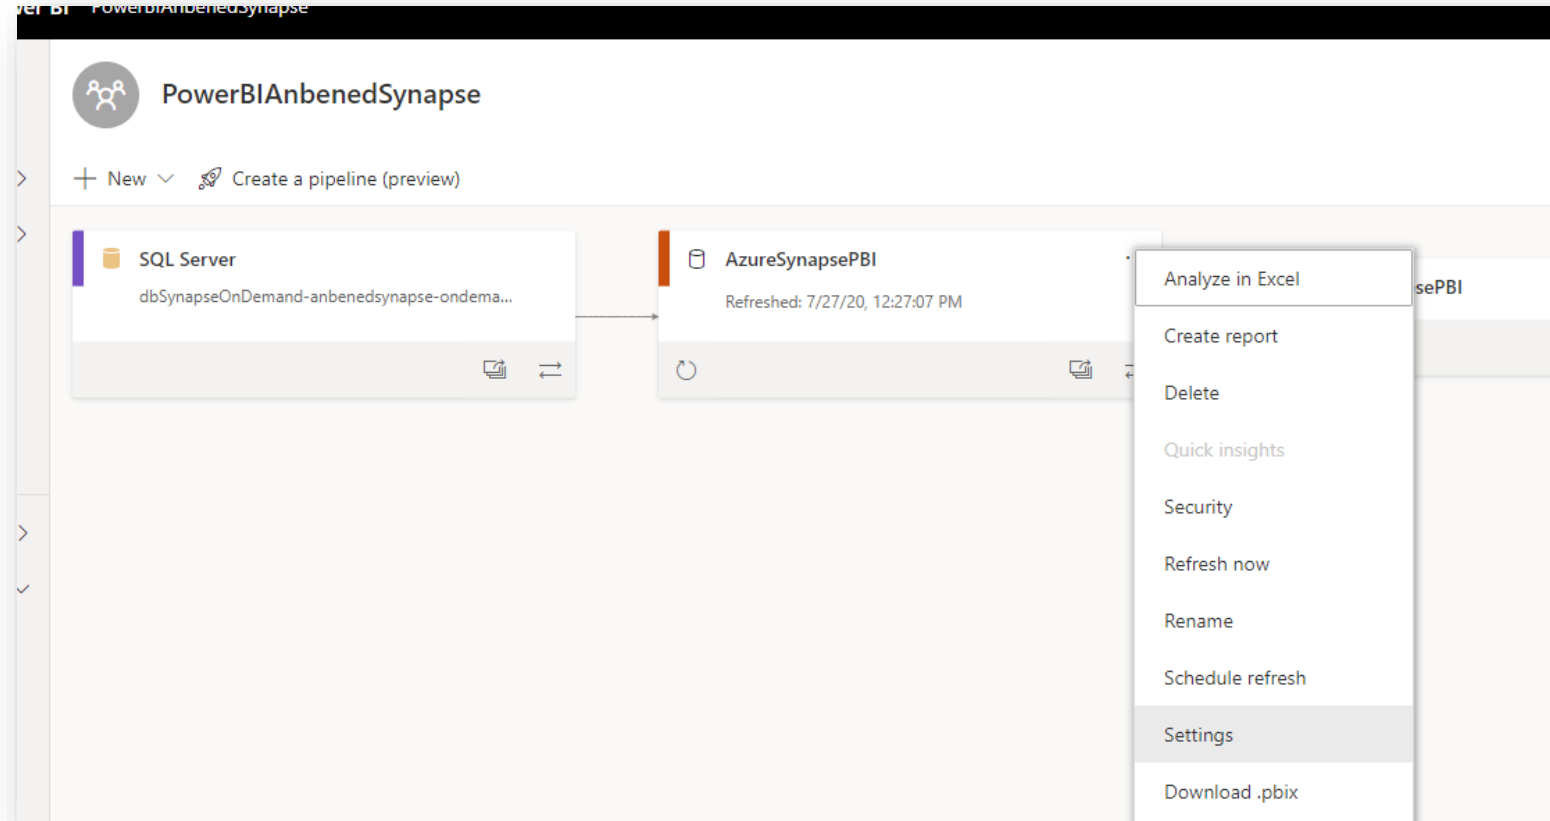 PowerBIAnbenedSynapse
PowerBIAnbenedSynapse
New
Create a pipeline (preview)
SQL Server
dbSynapseOnDemand-anbenedsynapse-ondema...
AzureSynapsePBI
Refreshed: 7/27/20, 12:27:07 PM
sePBI
Analyze in Excel
Create report
Delete
Quick insights
Security
Refresh now
Rename
Schedule refresh
Settings
Download .pbix